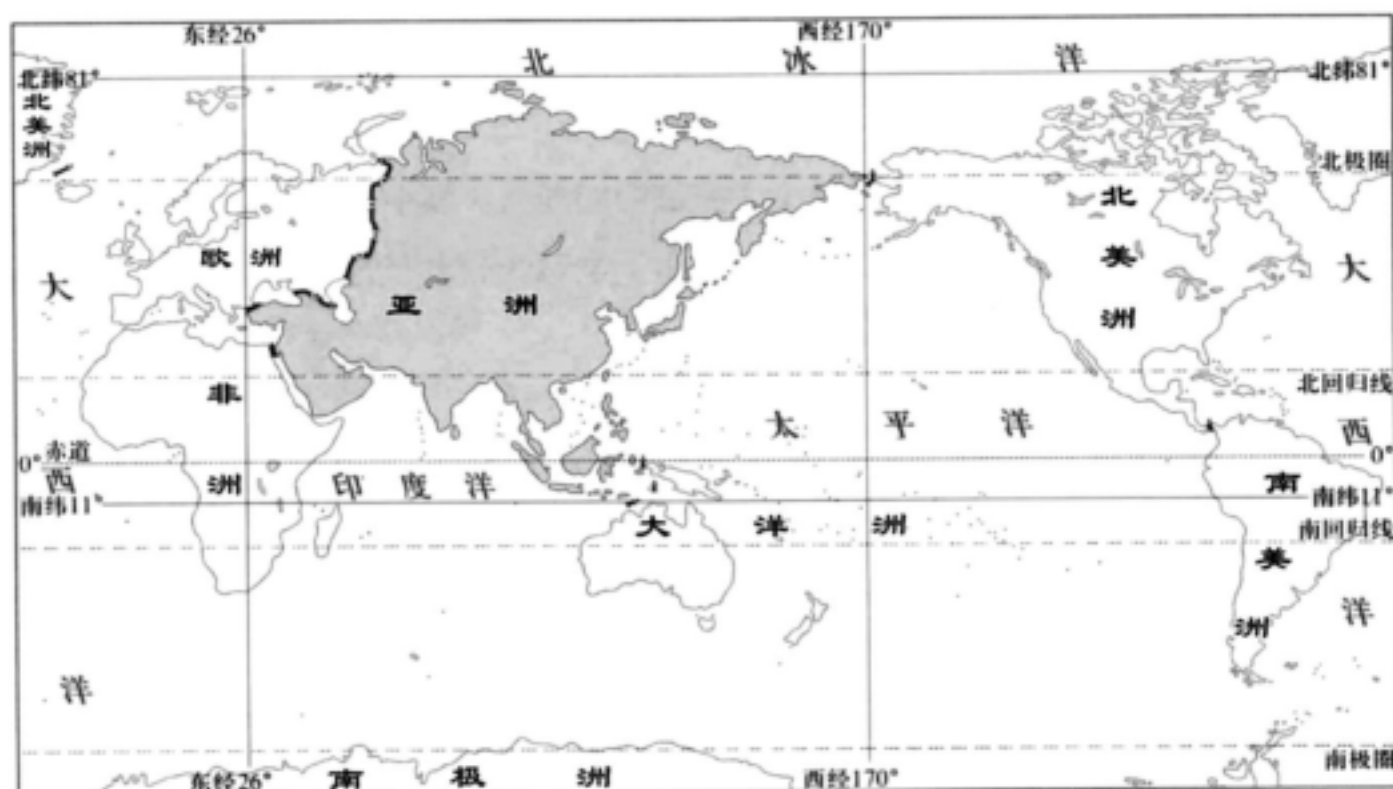 东经26° 西经170°
北冰洋
北纬81° 北纬81°
北美洲
北极圈
欧洲
亚洲
北美洲
大
大
北回归线
非洲
太平洋
西
赤道
0° 0°
西
印度洋
南美洲
南纬11° 南纬11°
大洋洲
南回归线
洋
洋
南极圈
东经26° 南极洲 西经170°